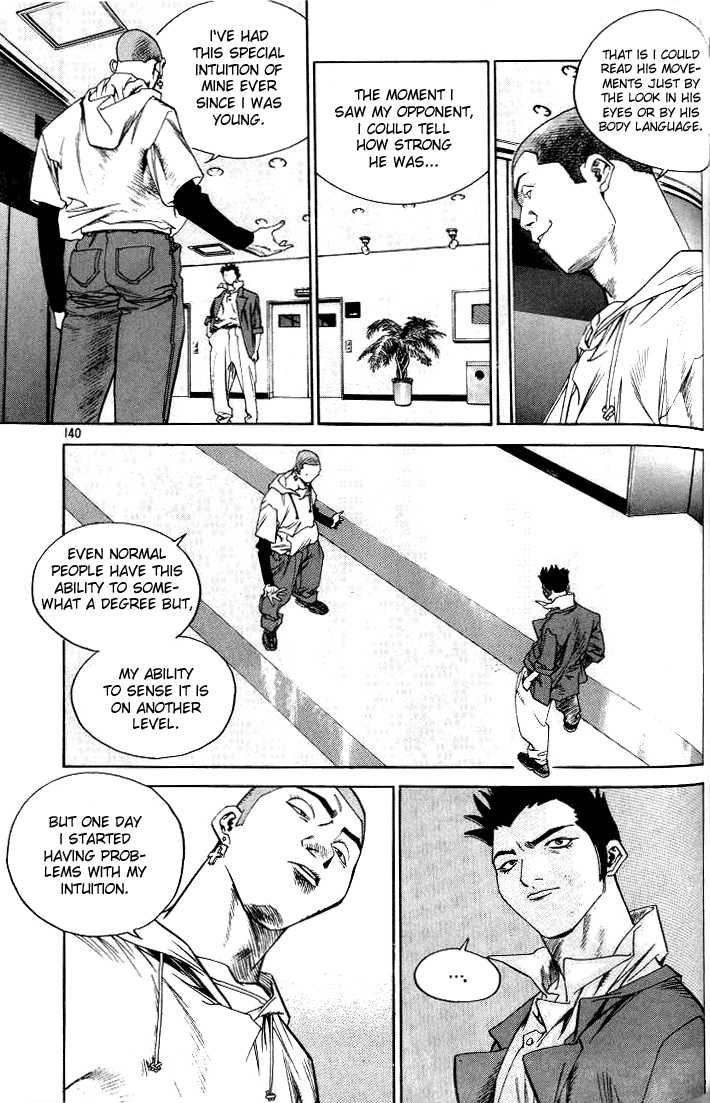 I'VE HAD
THIS SPECIAL
INTUITION OF
MINE EVER
SINCE I WAS
YOUNG.
THE MOMENT I
SAW MY OPPONENT,
I COULD TELL
HOW STRONG
HE WAS...
THAT IS I COULD
READ HIS MOVE-
MENTS JUST BY
THE LOOK IN HIS
EYES OR BY HIS
BODY LANGUAGE.
140
EVEN NORMAL
PEOPLE HAVE THIS
ABILITY TO SOME-
WHAT A DEGREE BUT,
MY ABILITY
TO SENSE IT IS
ON ANOTHER
LEVEL.
BUT ONE DAY
I STARTED
HAVING PROB-
LEMS WITH MY
INTUITION.
...